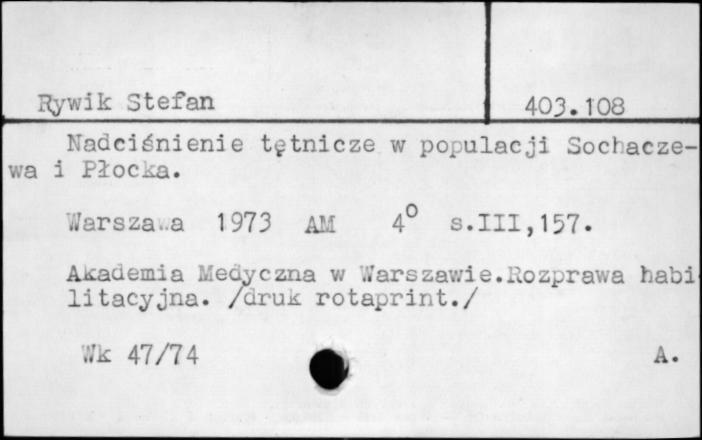 Rywik Stefan 403.108
Nadciśnienie tętnicze w populacji Sochacze-
wa i Płocka.
Warszawa 1973 AM 4° s.III,157.
Akademia Medyczna w Warszawie.Rozprawa habi-
litacyjna. /druk rotaprint./
Wk 47/74 A.